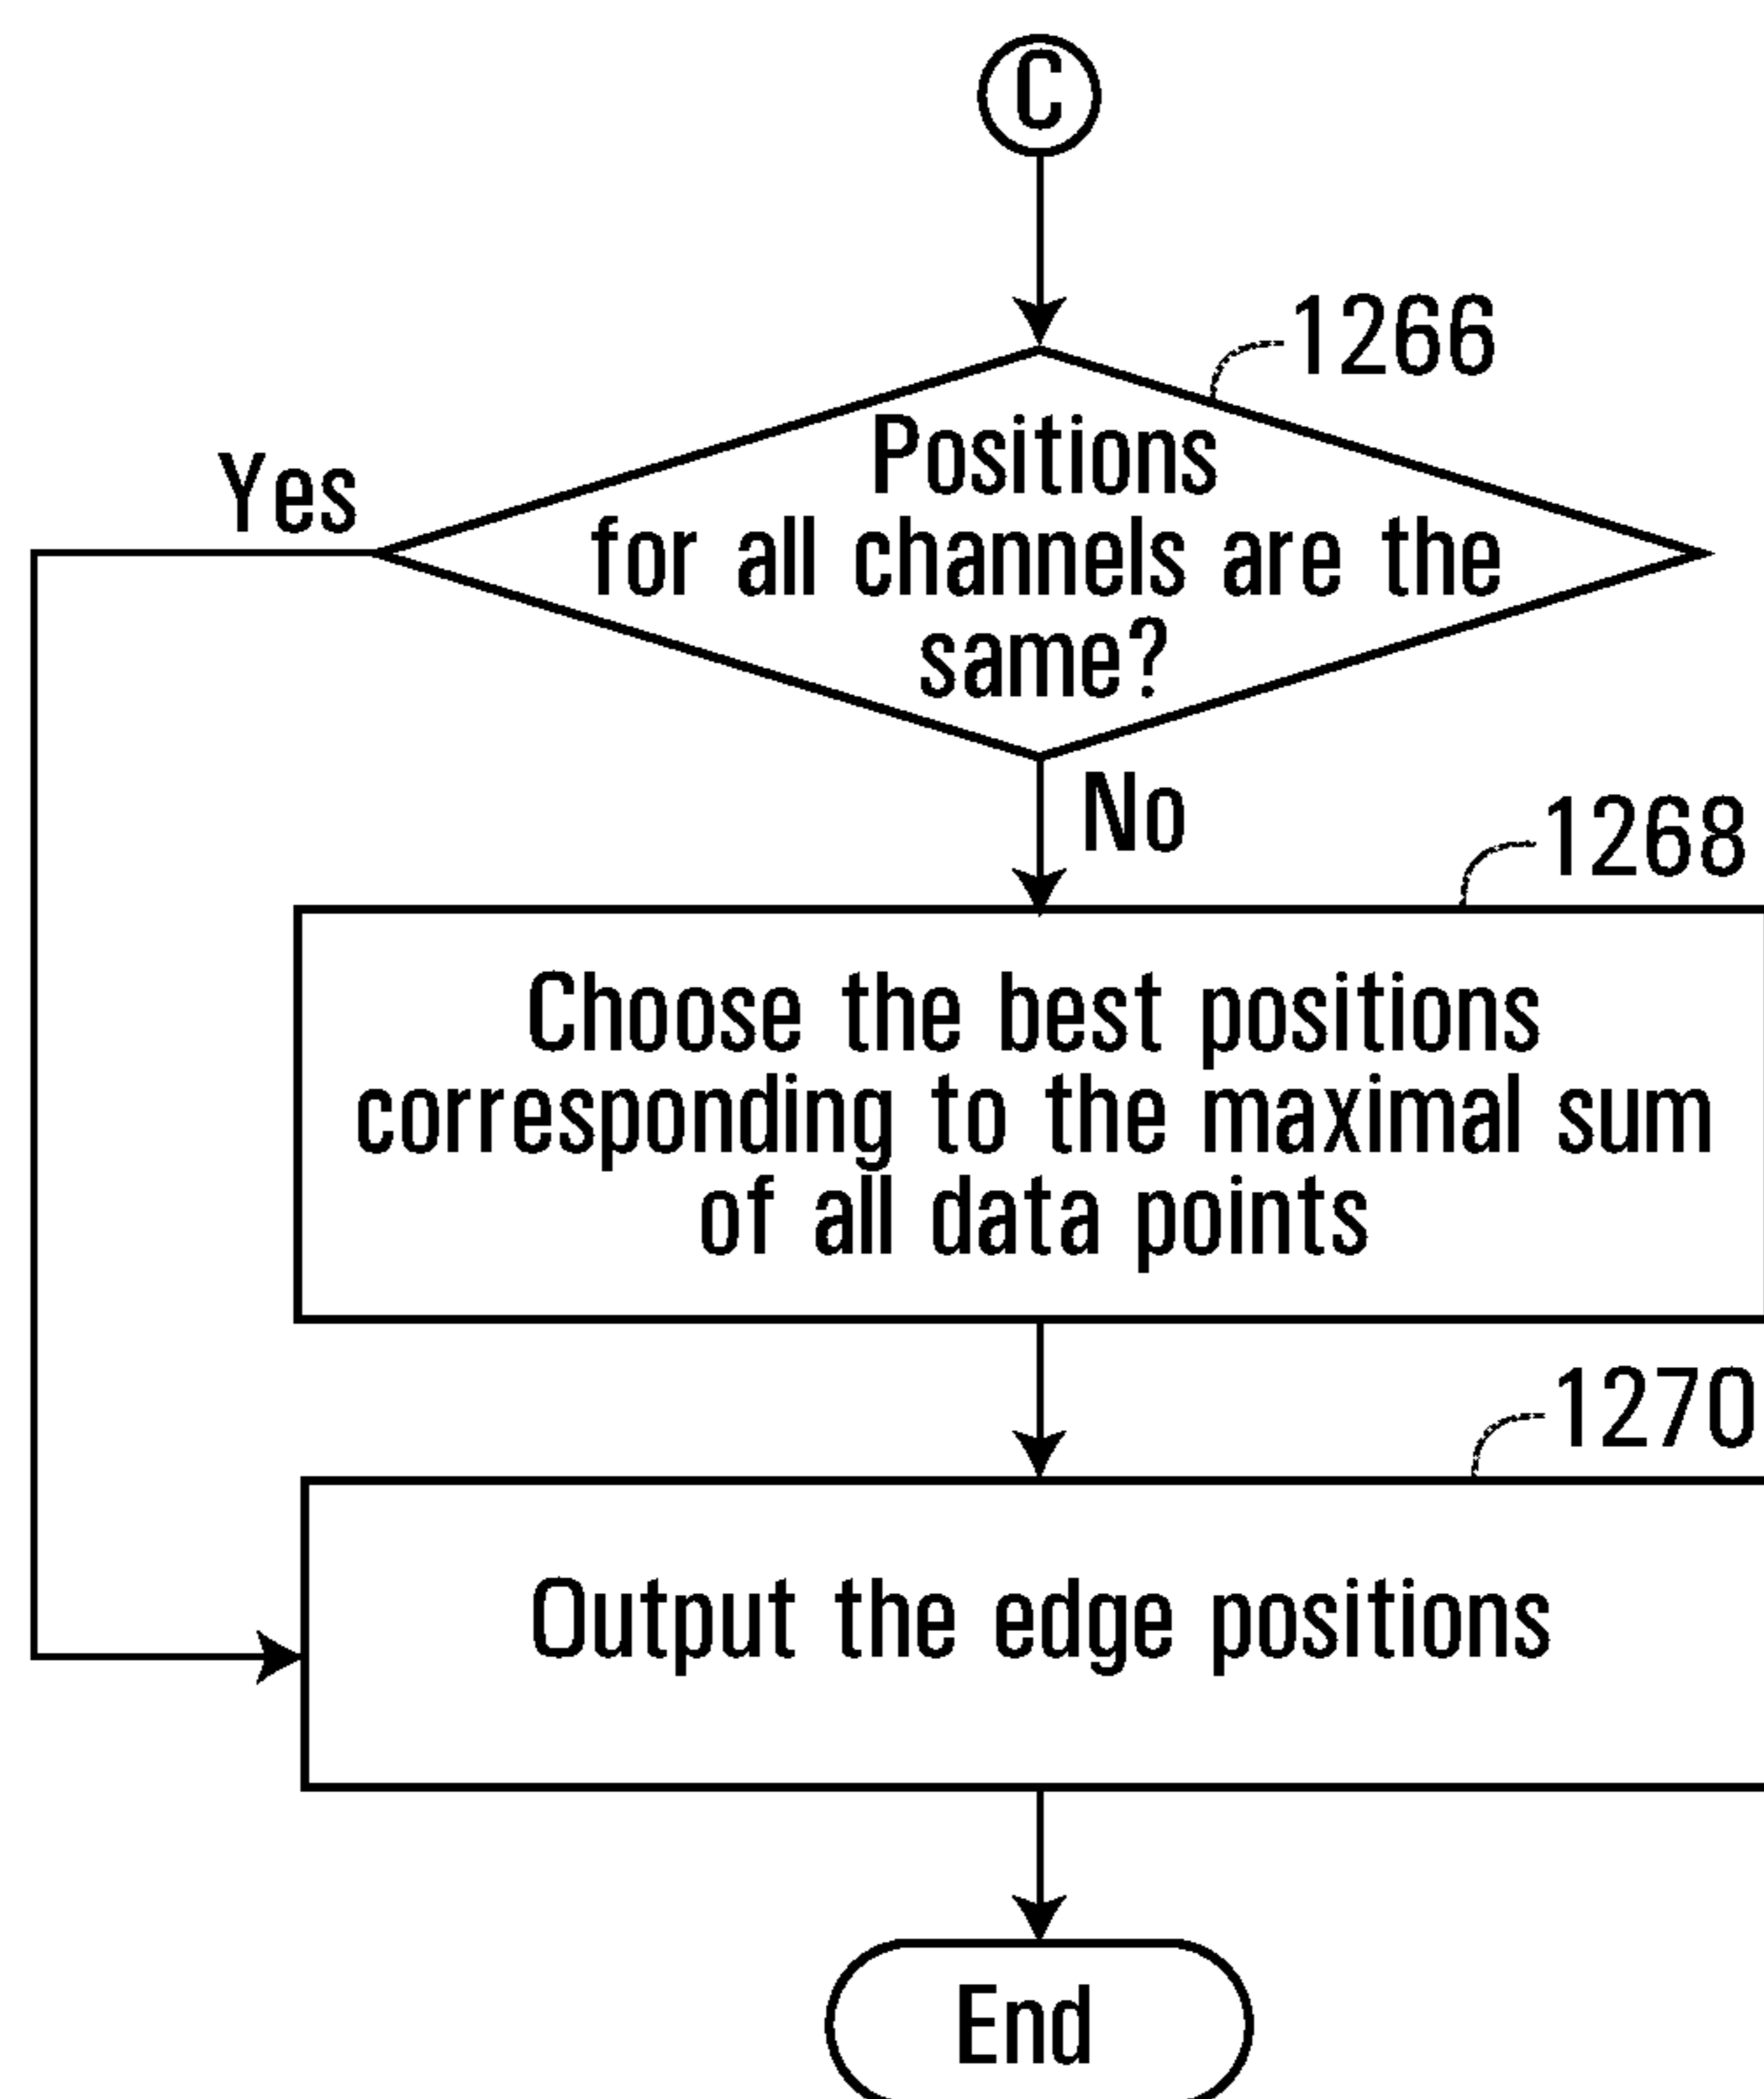 C
1266
Positions
for all channels are the
same?
Yes
No
1268
Choose the best positions
corresponding to the maximal sum
of all data points
1270
Output the edge positions
End